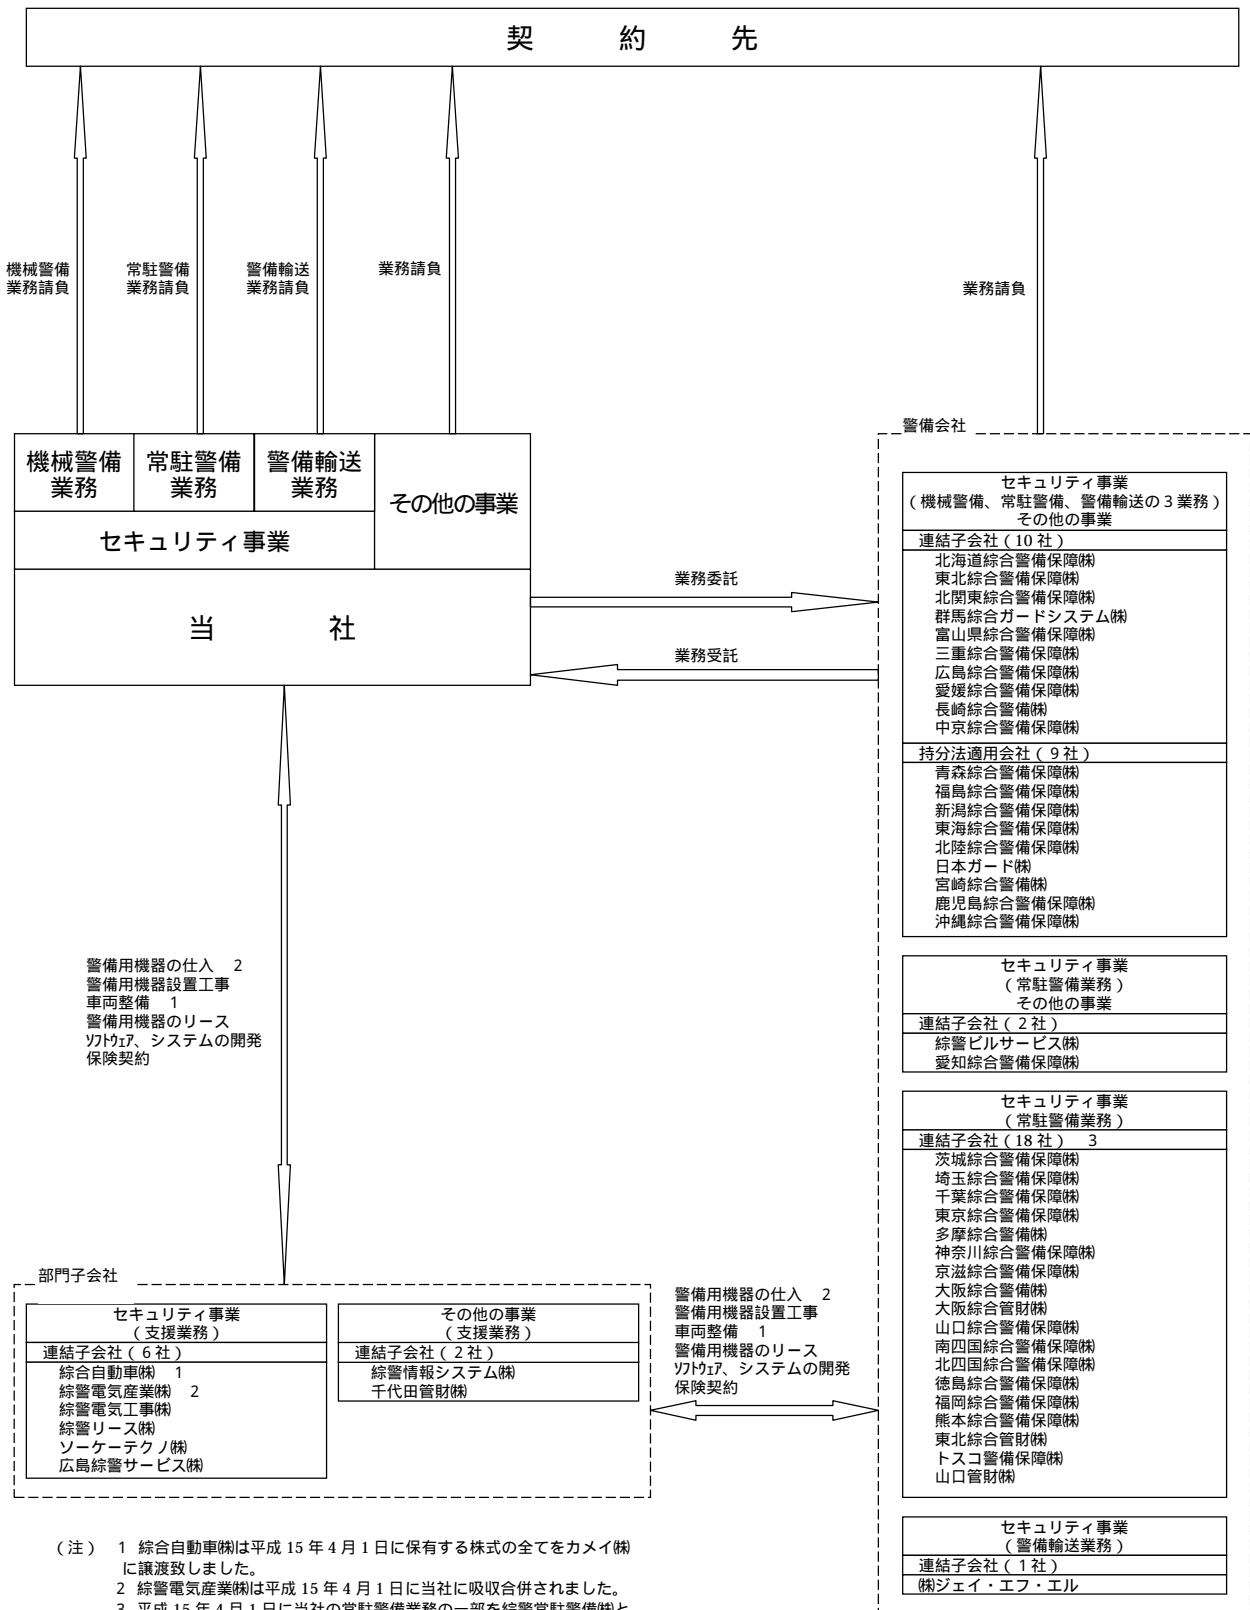 契 約 先
機械警備
業務請負
常駐警備
業務請負
警備輸送
業務請負
業務請負
業務請負
機械警備
業務
常駐警備
業務
警備輸送
業務
その他の事業
セキュリティ事業
当 社
業務委託
業務受託
警備会社
セキュリティ事業
(機械警備、常駐警備、警備輸送の3業務)
その他の事業
連結子会社(10社)
北海道綜合警備保障㈱
東北綜合警備保障㈱
北関東綜合警備保障㈱
群馬綜合ガードシステム㈱
富山県綜合警備保障㈱
三重綜合警備保障㈱
広島綜合警備保障㈱
愛媛綜合警備保障㈱
長崎綜合警備㈱
中京綜合警備保障㈱
持分法適用会社(9社)
青森綜合警備保障㈱
福島綜合警備保障㈱
新潟綜合警備保障㈱
東海綜合警備保障㈱
北陸綜合警備保障㈱
日本ガード㈱
宮崎綜合警備㈱
鹿児島綜合警備保障㈱
沖縄綜合警備保障㈱
セキュリティ事業
(常駐警備業務)
その他の事業
連結子会社(2社)
綜警ビルサービス㈱
愛知綜合警備保障㈱
セキュリティ事業
(常駐警備業務)
連結子会社(18社) 3
茨城綜合警備保障㈱
埼玉綜合警備保障㈱
千葉綜合警備保障㈱
東京綜合警備保障㈱
多摩綜合警備㈱
神奈川綜合警備保障㈱
京滋綜合警備保障㈱
大阪綜合警備㈱
大阪綜合管財㈱
山口綜合警備保障㈱
南四国綜合警備保障㈱
北四国綜合警備保障㈱
徳島綜合警備保障㈱
福岡綜合警備保障㈱
熊本綜合警備保障㈱
東北綜合管財㈱
トスコ警備保障㈱
山口管財㈱
セキュリティ事業
(警備輸送業務)
連結子会社(1社)
㈱ジェイ・エフ・エル
警備用機器の仕入 2
警備用機器設置工事
車両整備 1
警備用機器のリース
ソフトウェア、システムの開発
保険契約
部門子会社
セキュリティ事業
(支援業務)
連結子会社(6社)
綜合自動車㈱ 1
綜警電気産業㈱ 2
綜警電気工事㈱
綜警リース㈱
ソーケーテクノ㈱
広島綜警サービス㈱
その他の事業
(支援業務)
連結子会社(2社)
綜警情報システム㈱
千代田管財㈱
警備用機器の仕入 2
警備用機器設置工事
車両整備 1
警備用機器のリース
ソフトウェア、システムの開発
保険契約
(注) 1 綜合自動車㈱は平成15年4月1日に保有する株式の全てをカメイ㈱
に譲渡致しました。
2 綜警電気産業㈱は平成15年4月1日に当社に吸収合併されました。
3 平成15年4月1日に当社の常駐警備業務の一部を綜警常駐警備㈱と